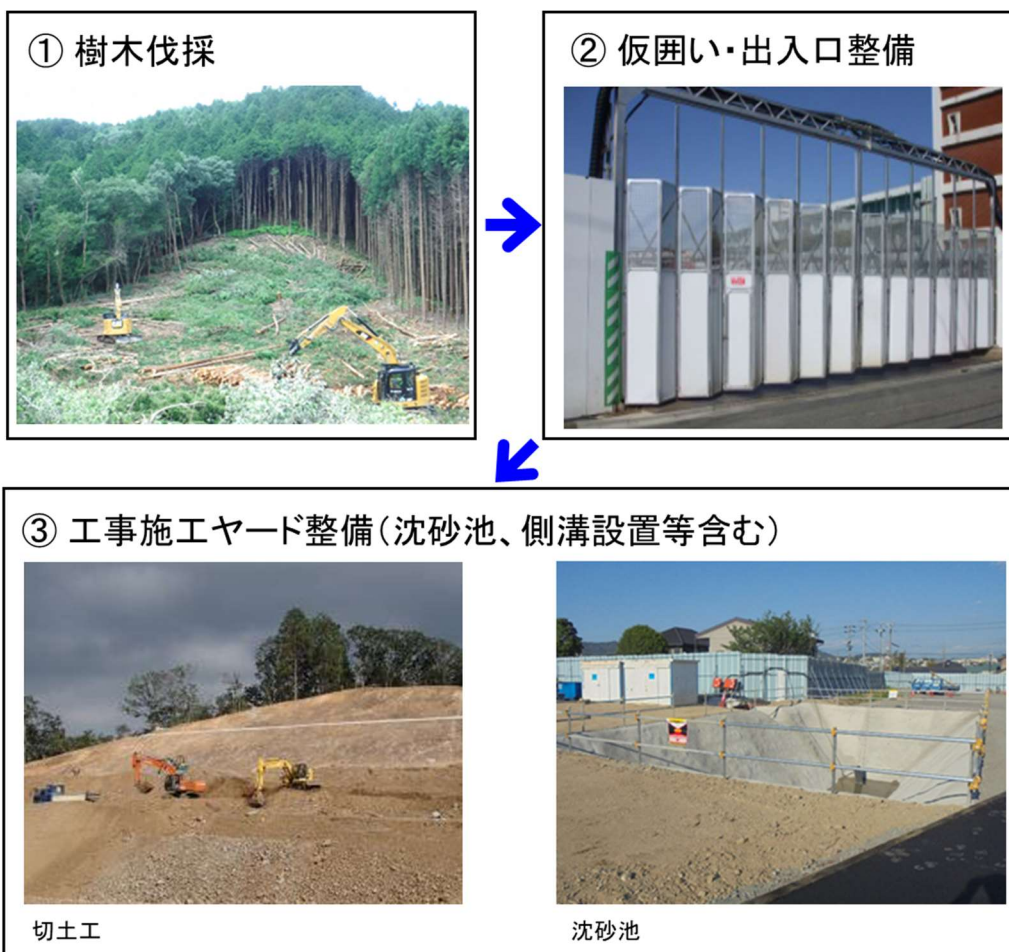 ① 樹木伐採
② 仮囲い・出入口整備
③ 工事施工ヤード整備(沈砂池、側溝設置等含む)
切土工
沈砂池